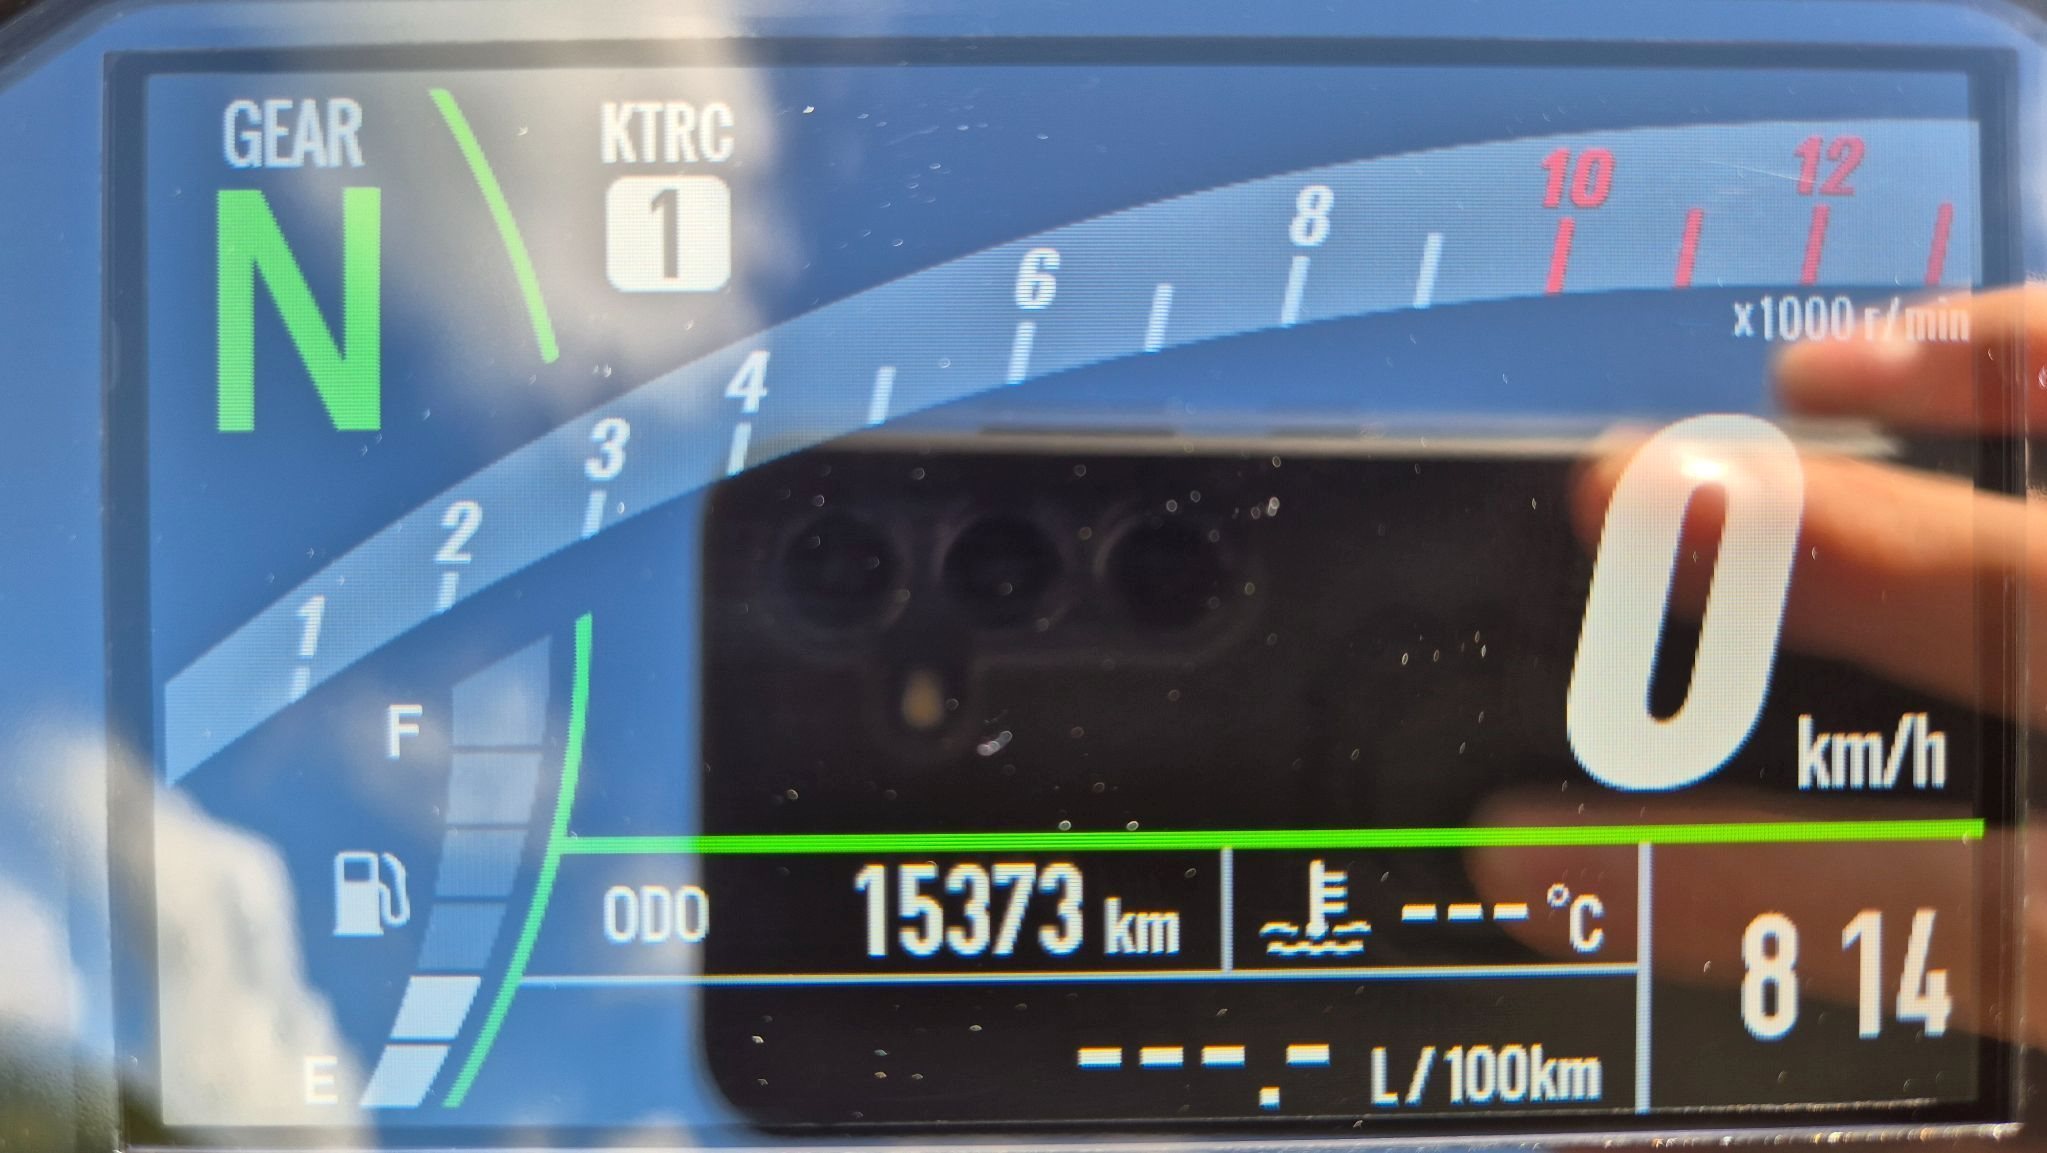 GEAR
N
KTRC
1
1 2 3 4 6 8 10 12
x1000 r/min
0 km/h
F
E
ODO 15373 km
---°C
8 14
----.- L/100km